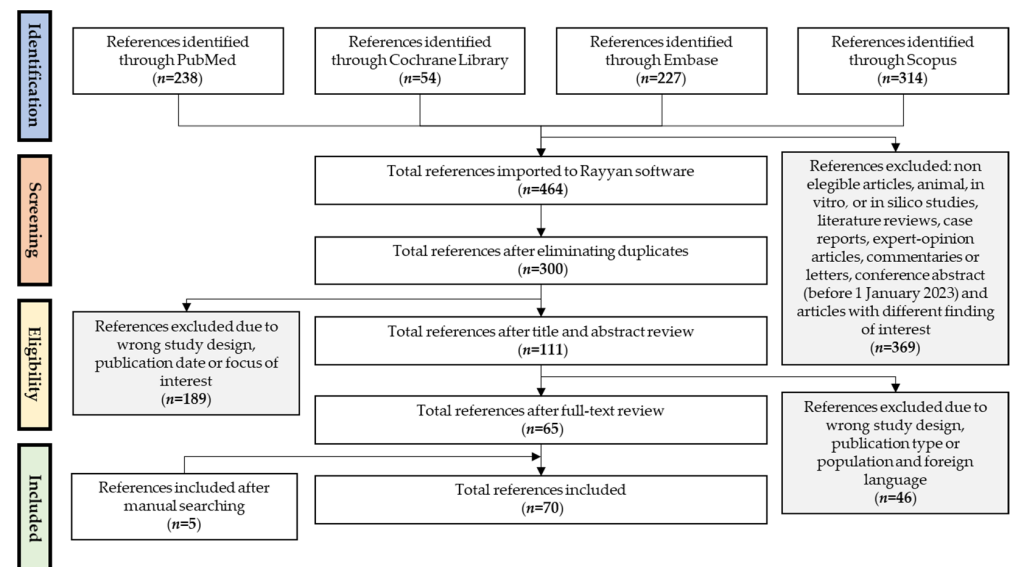 Identification
References identified
through PubMed
(n=238)
References identified
through Cochrane Library
(n=54)
References identified
through Embase
(n=227)
References identified
through Scopus
(n=314)
Screening
Total references imported to Rayyan software
(n=464)
References excluded: non
elegible articles, animal, in
vitro, or in silico studies,
literature reviews, case
reports, expert-opinion
articles, commentaries or
letters, conference abstract
(before 1 January 2023) and
articles with different finding
of interest
(n=369)
Total references after eliminating duplicates
(n=300)
Eligibility
References excluded due to
wrong study design,
publication date or focus of
interest
(n=189)
Total references after title and abstract review
(n=111)
Total references after full-text review
(n=65)
References excluded due to
wrong study design,
publication type or
population and foreign
language
(n=46)
Included
References included after
manual searching
(n=5)
Total references included
(n=70)